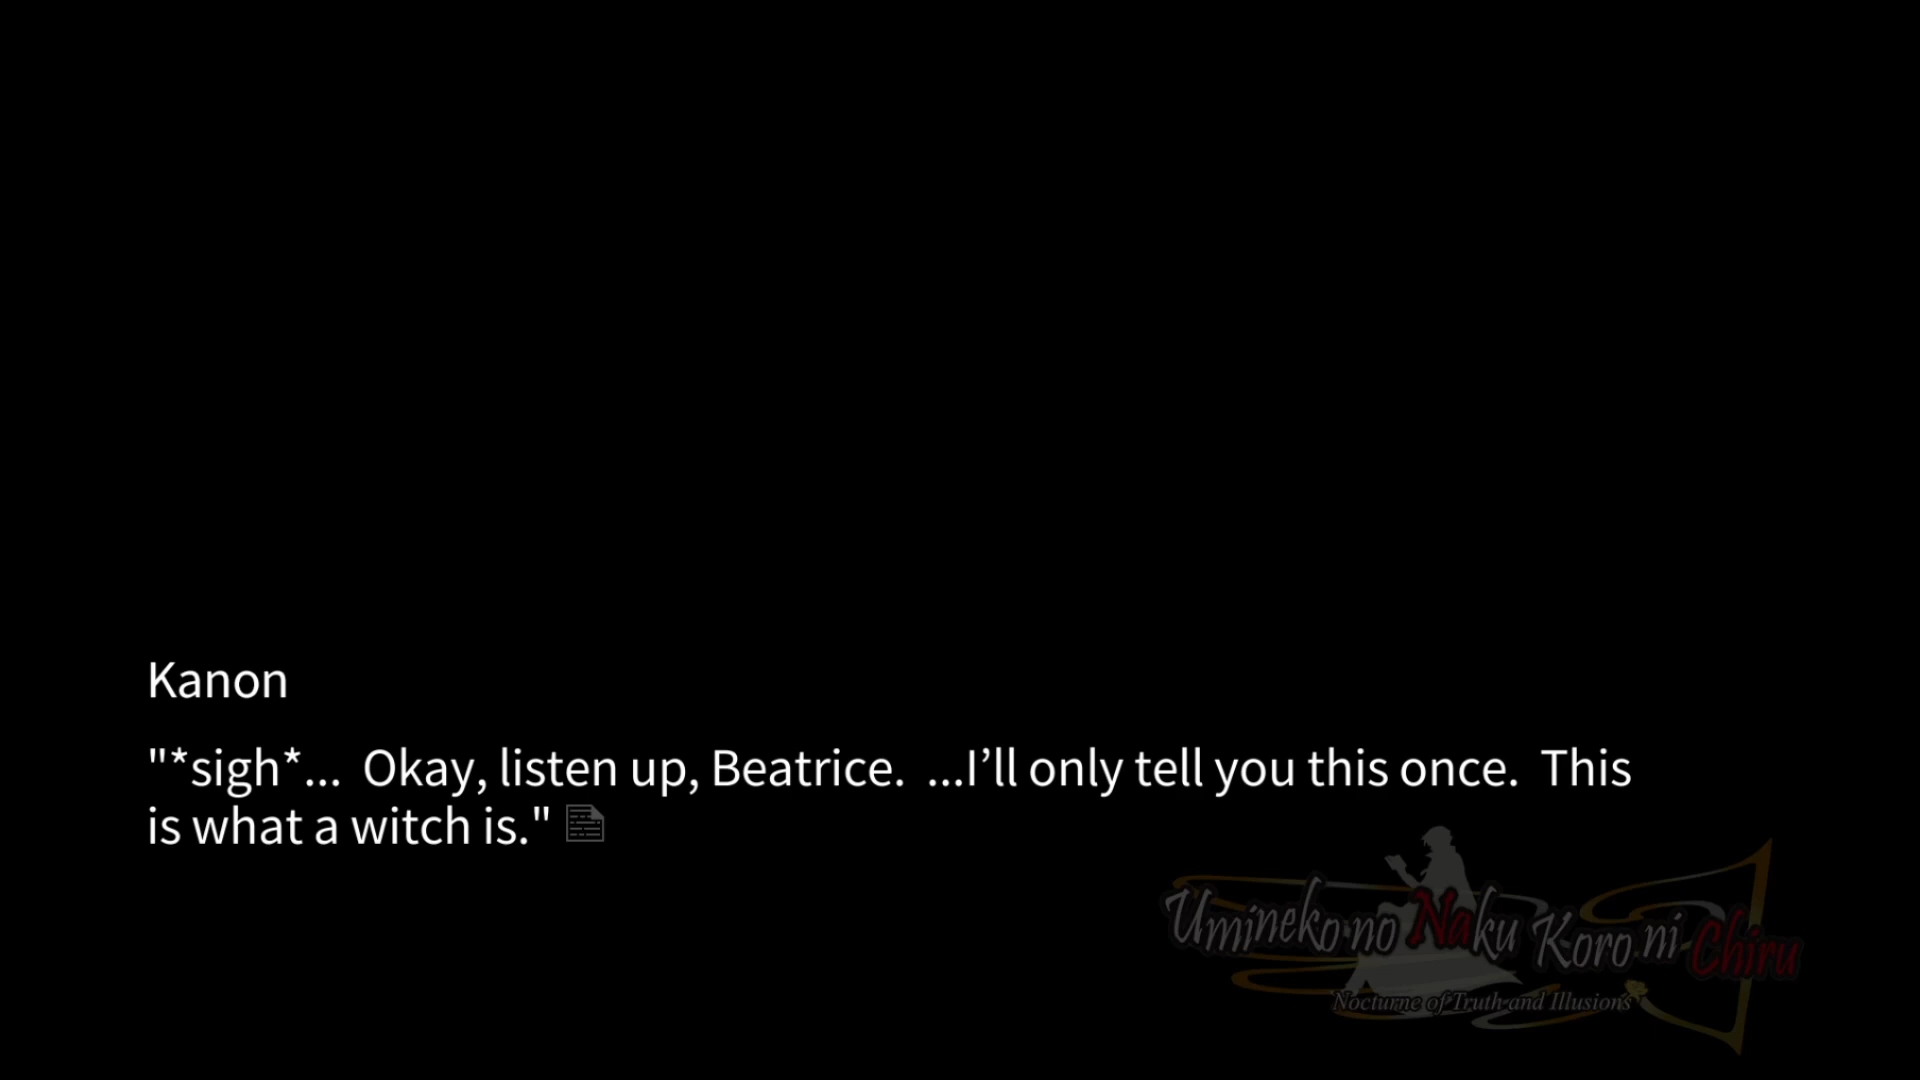 Kanon
"*sigh*...  Okay, listen up, Beatrice.  ...I’ll only tell you this once.  This
is what a witch is."
Umineko no Naku Koro ni Chiru
Nocturne of Truth and Illusions